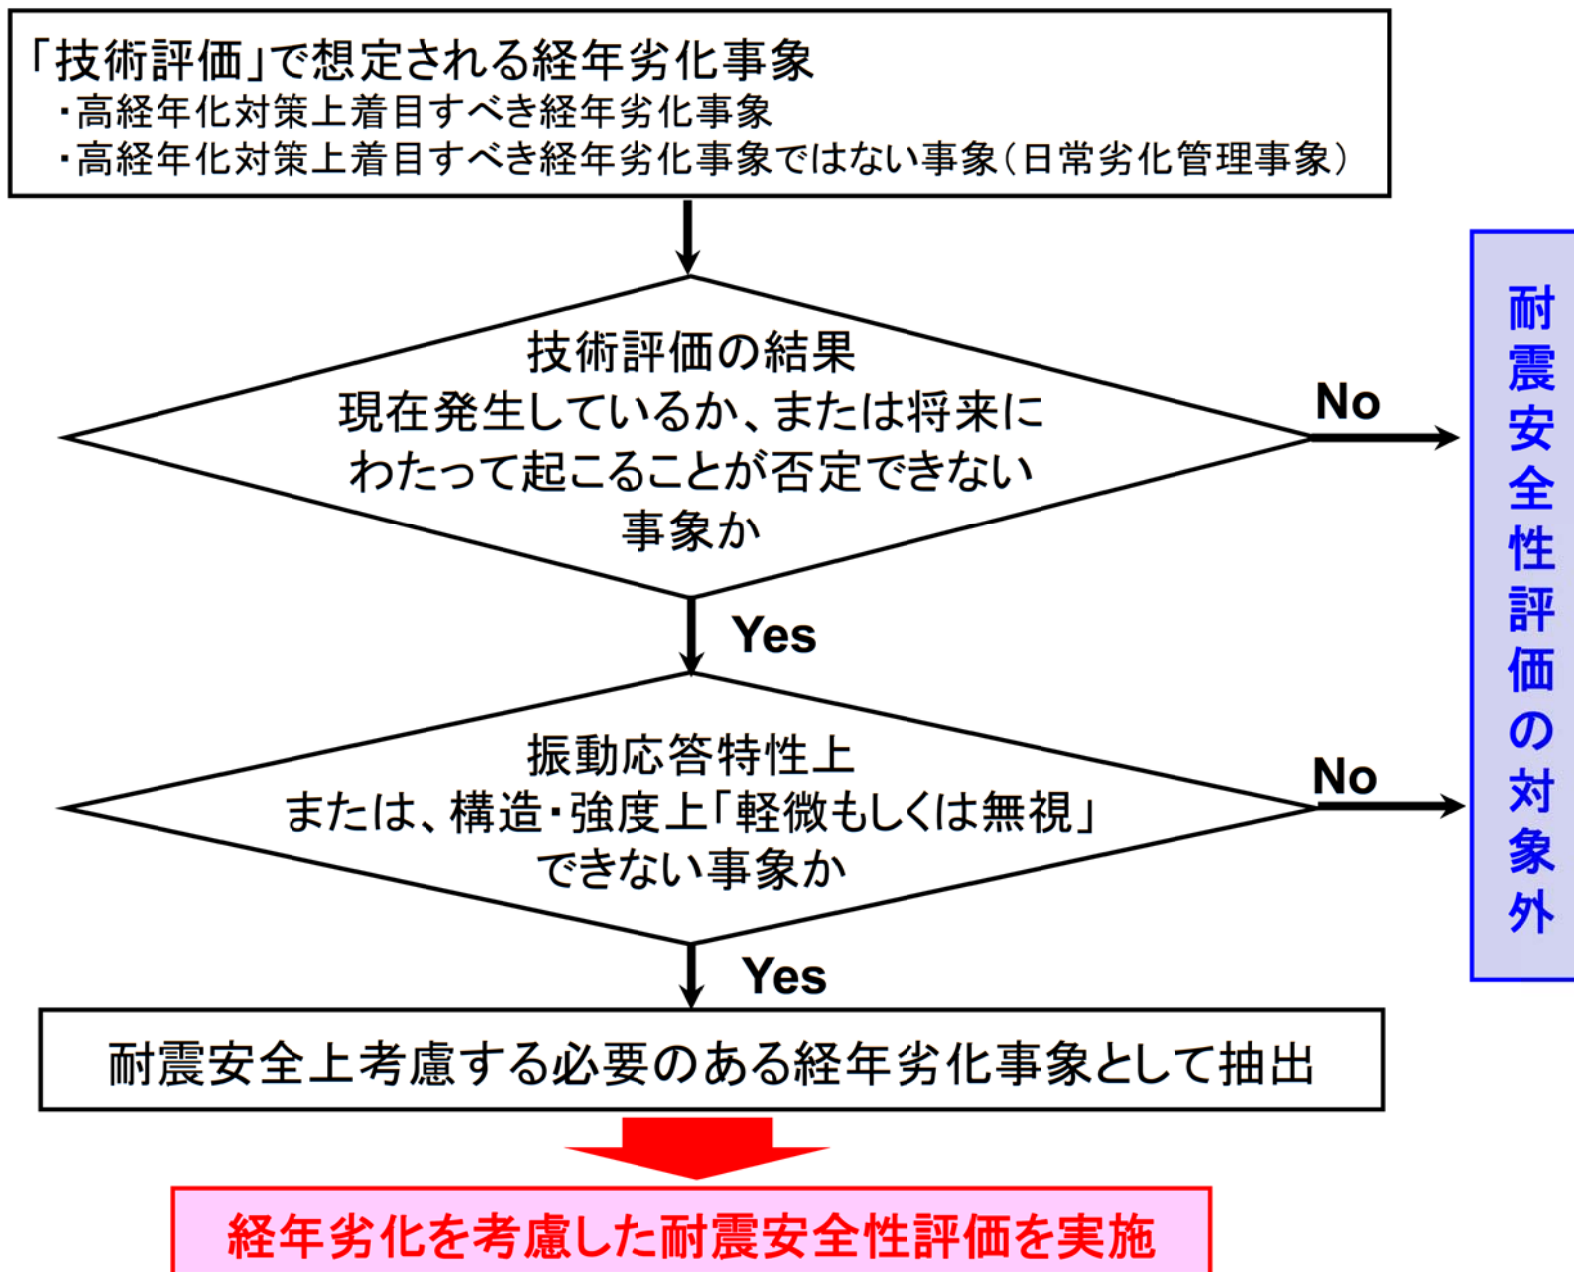 「技術評価」で想定される経年劣化事象
・高経年化対策上着目すべき経年劣化事象
・高経年化対策上着目すべき経年劣化事象ではない事象(日常劣化管理事象)
技術評価の結果
現在発生しているか、または将来に
わたって起こることが否定できない
事象か
No
Yes
振動応答特性上
または、構造・強度上「軽微もしくは無視」
できない事象か
No
Yes
耐震安全性評価の対象外
耐震安全上考慮する必要のある経年劣化事象として抽出
経年劣化を考慮した耐震安全性評価を実施